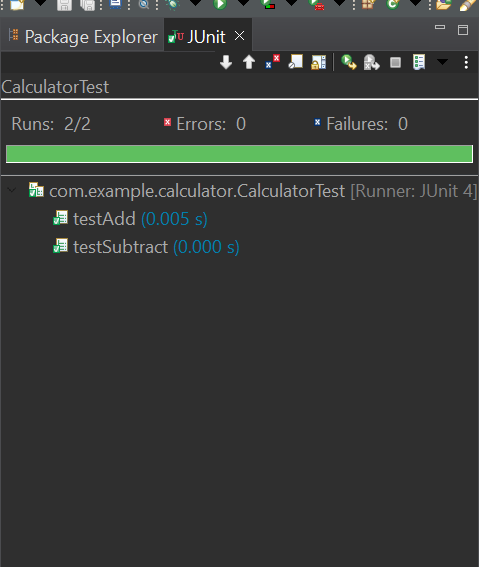 Package Explorer JUnit
CalculatorTest
Runs: 2/2 Errors: 0 Failures: 0
com.example.calculator.CalculatorTest [Runner: JUnit 4]
testAdd (0.005 s)
testSubtract (0.000 s)